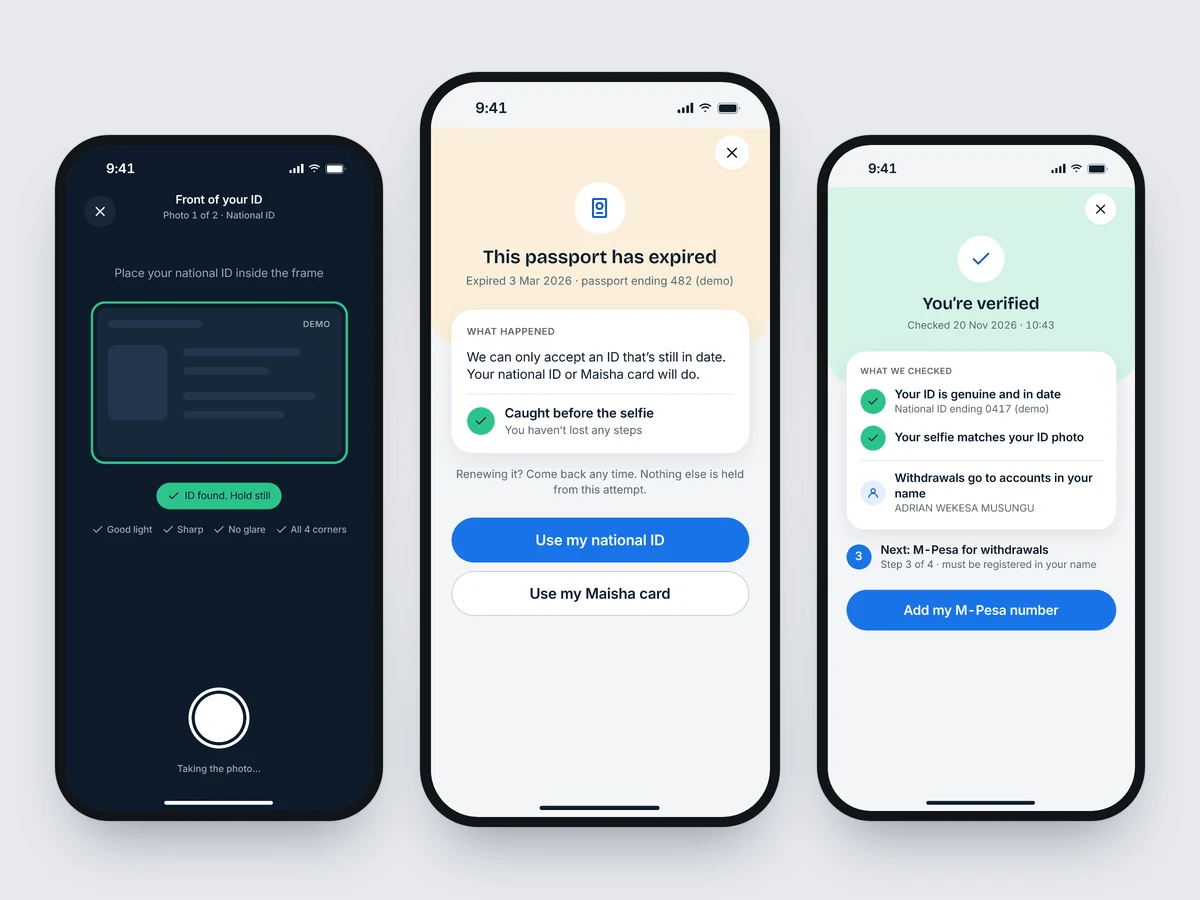 9:41
Front of your ID
Photo 1 of 2 · National ID
Place your national ID inside the frame
DEMO
ID found. Hold still
Good light
Sharp
No glare
All 4 corners
Taking the photo...
9:41
This passport has expired
Expired 3 Mar 2026 · passport ending 482 (demo)
WHAT HAPPENED
We can only accept an ID that’s still in date.
Your national ID or Maisha card will do.
Caught before the selfie
You haven’t lost any steps
Renewing it? Come back any time. Nothing else is held
from this attempt.
Use my national ID
Use my Maisha card
9:41
You’re verified
Checked 20 Nov 2026 · 10:43
WHAT WE CHECKED
Your ID is genuine and in date
National ID ending 0417 (demo)
Your selfie matches your ID photo
Withdrawals go to accounts in your
name
ADRIAN WEKESA MUSUNGU
3
Next: M-Pesa for withdrawals
Step 3 of 4 · must be registered in your name
Add my M-Pesa number